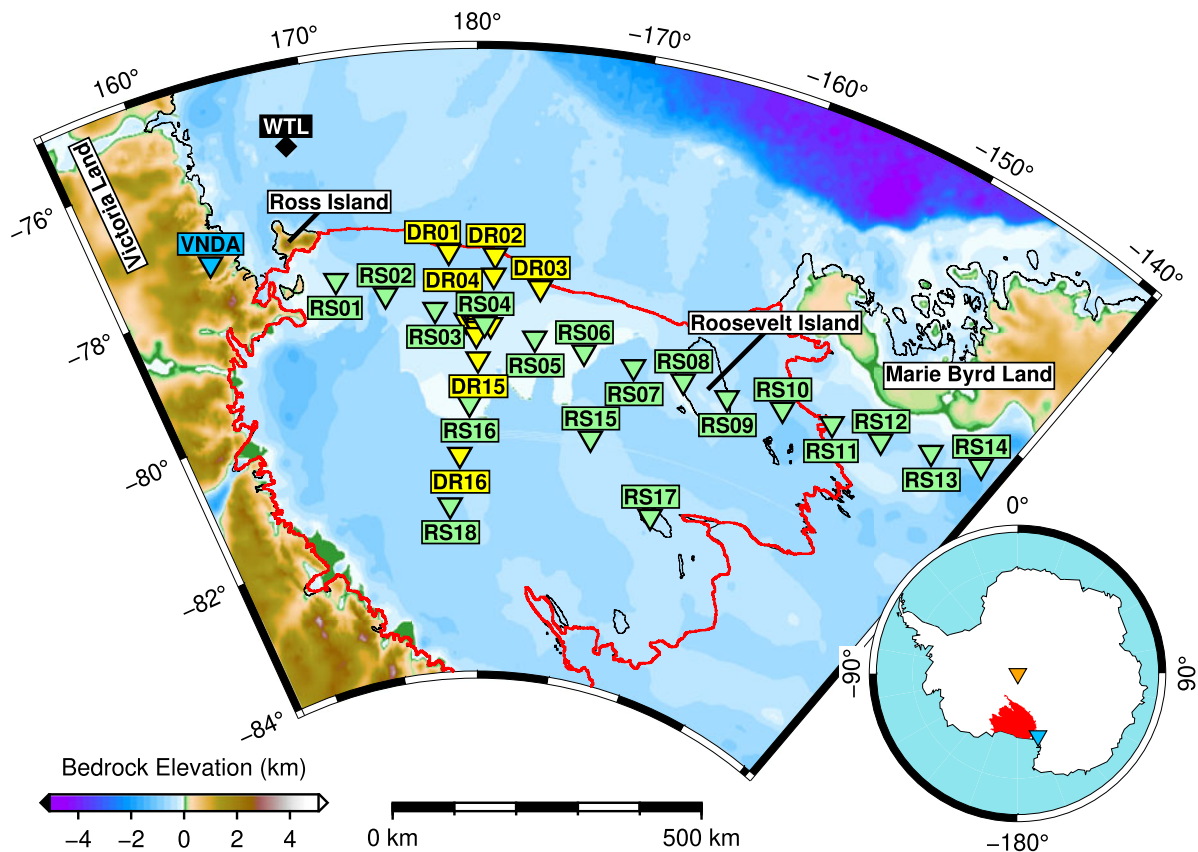 180°
170°
−170°
160°
−160°
−150°
−140°
WTL
Victoria Land
−76°
Ross Island
VNDA
DR01
DR02
DR03
DR04
RS02
RS01
RS04
RS03
RS06
RS05
Roosevelt Island
RS08
RS07
Marie Byrd Land
−78°
DR15
RS10
RS09
RS16
RS15
RS12
RS11
RS14
RS13
−80°
DR16
RS17
RS18
0°
−82°
−90°
90°
−84°
Bedrock Elevation (km)
−4 −2 0 2 4
0 km 500 km
−180°